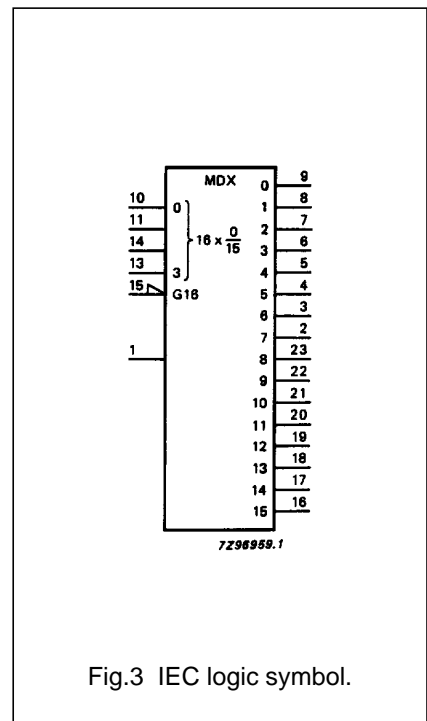 MDX
0 9
10 0 1 8
11 2 7
16 x 0/15
14 3 6
13 3 4 5
15 G16 5 4
6 3
7 2
1 8 23
9 22
10 21
11 20
12 19
13 18
14 17
15 16
7Z96959.1
Fig.3 IEC logic symbol.